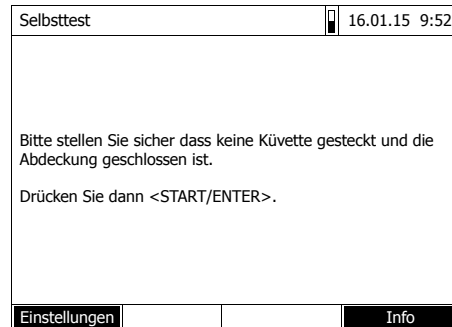 Selbsttest 16.01.15 9:52
Bitte stellen Sie sicher dass keine Küvette gesteckt und die
Abdeckung geschlossen ist.
Drücken Sie dann <START/ENTER>.
Einstellungen Info